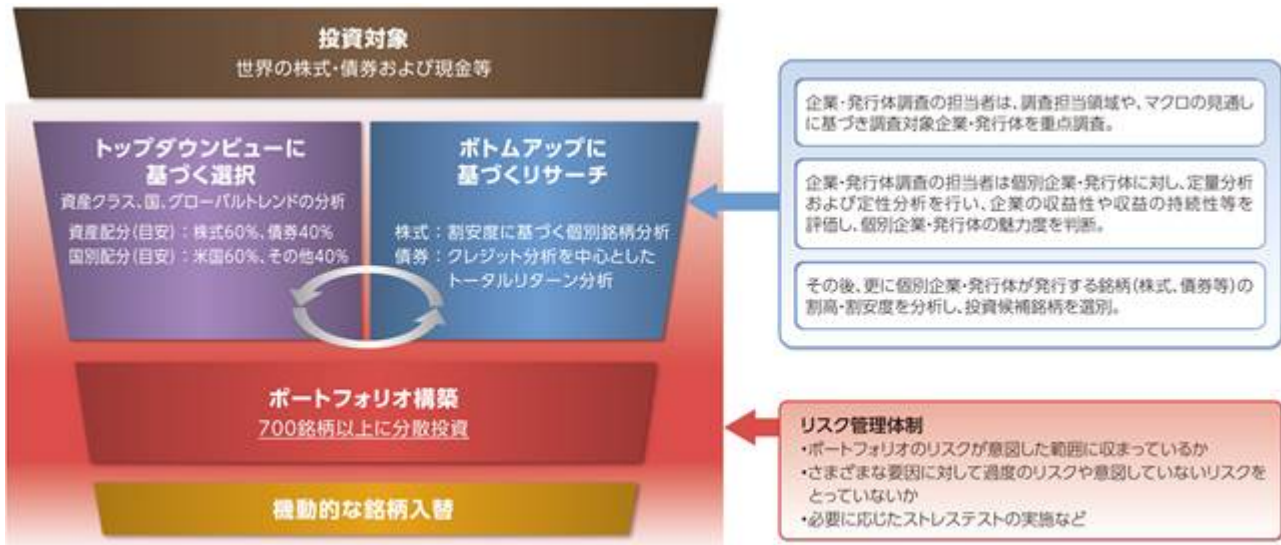 投資対象
世界の株式・債券および現金等
トップダウンビューに
基づく選択
資産クラス、国、グローバルトレンドの分析
資産配分(目安)：株式60%、債券40%
国別配分(目安)：米国60%、その他40%
ボトムアップに
基づくリサーチ
株式：割安度に基づく個別銘柄分析
債券：クレジット分析を中心とした
トータルリターン分析
企業・発行体調査の担当者は、調査担当領域や、マクロの見通し
に基づき調査対象企業・発行体を重点調査。
企業・発行体調査の担当者は個別企業・発行体に対し、定量分析
および定性分析を行い、企業の収益性や収益の持続性等を
評価し、個別企業・発行体の魅力度を判断。
その後、更に個別企業・発行体が発行する銘柄(株式、債券等)の
割高・割安度を分析し、投資候補銘柄を選別。
ポートフォリオ構築
700銘柄以上に分散投資
リスク管理体制
・ポートフォリオのリスクが意図した範囲に収まっているか
・さまざまな要因に対して過度のリスクや意図していないリスクを
とっていないか
・必要に応じたストレステストの実施など
機動的な銘柄入替